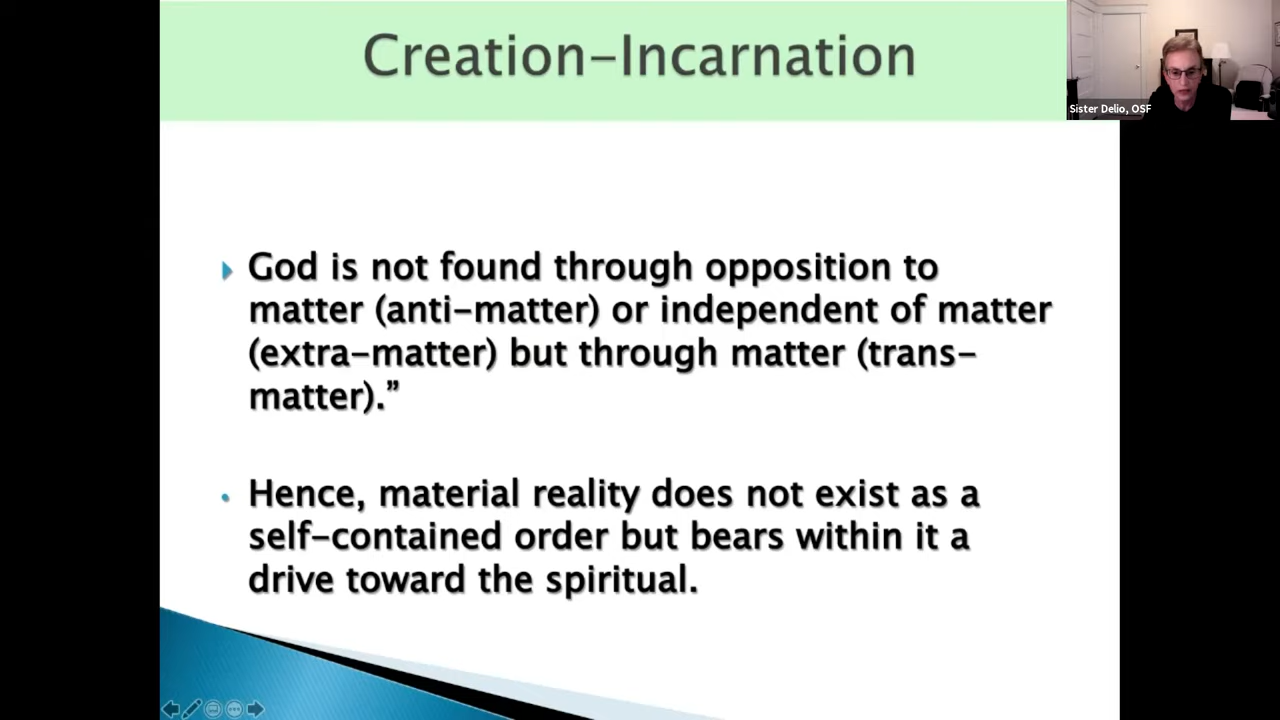 Creation-Incarnation
Sister Delio, OSF
God is not found through opposition to
matter (anti-matter) or independent of matter
(extra-matter) but through matter (trans-
matter).”
Hence, material reality does not exist as a
self-contained order but bears within it a
drive toward the spiritual.